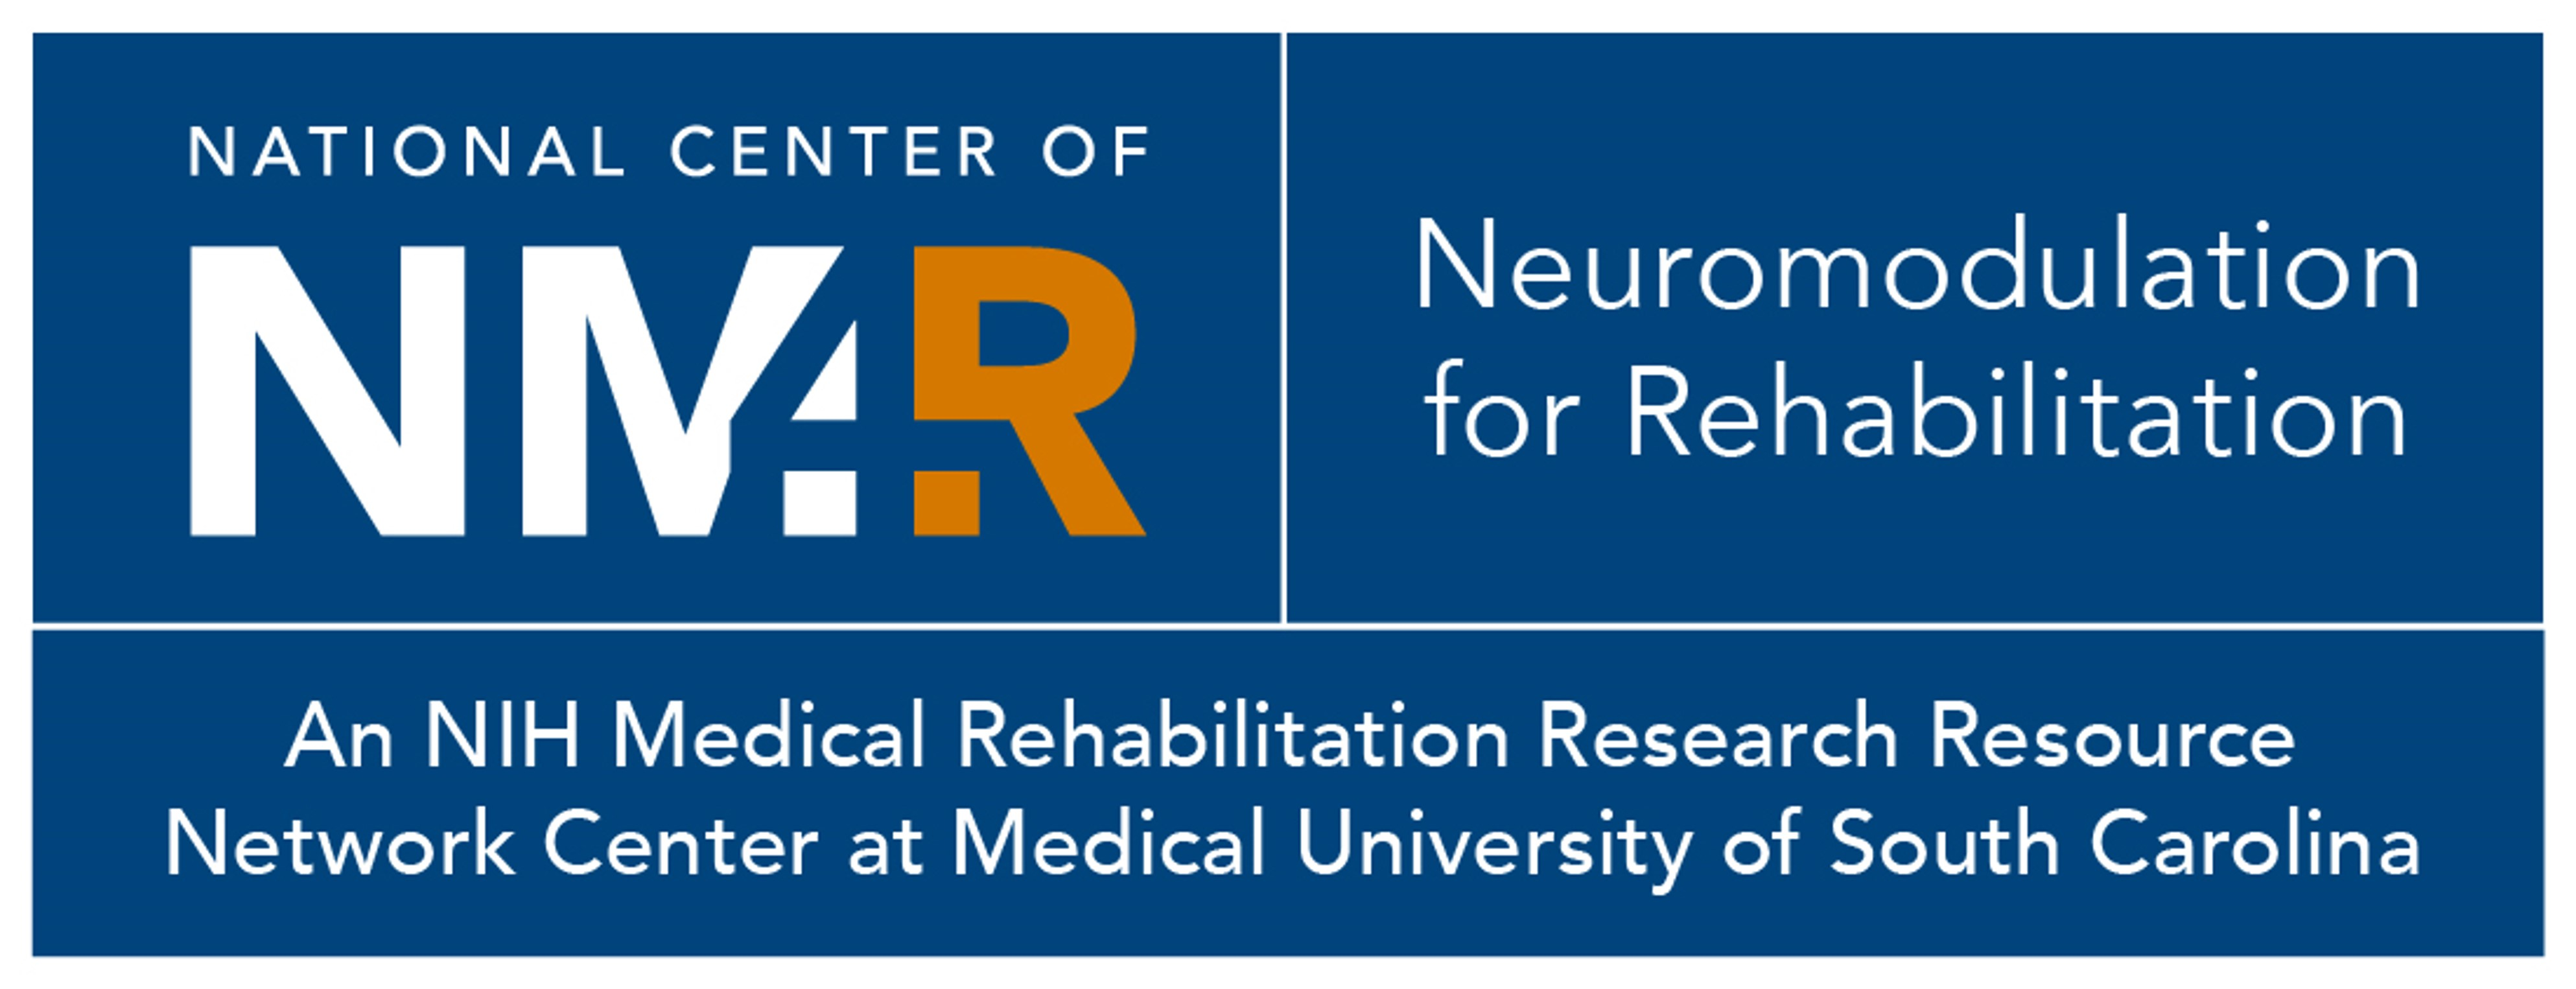 NATIONAL CENTER OF
NM4R
Neuromodulation
for Rehabilitation
An NIH Medical Rehabilitation Research Resource
Network Center at Medical University of South Carolina